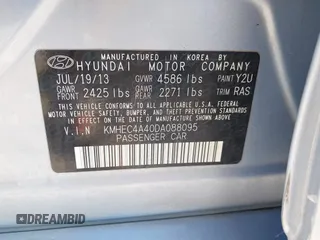 MANUFACTURED IN KOREA BY
HYUNDAI MOTOR COMPANY
JUL/19/13 GVWR 4586 lbs PAINT Y2U
GAWR FRONT 2425 lbs GAWR REAR 2271 lbs TRIM RAS
THIS VEHICLE CONFORMS TO ALL APPLICABLE U.S. FEDERAL
MOTOR VEHICLE SAFETY, BUMPER, AND THEFT PREVENTION
STANDARDS IN EFFECT ON THE DATE OF MANUFACTURE
SHOWN ABOVE.
V.I.N KMHEC4A40DA088095
PASSENGER CAR
DREAMBID